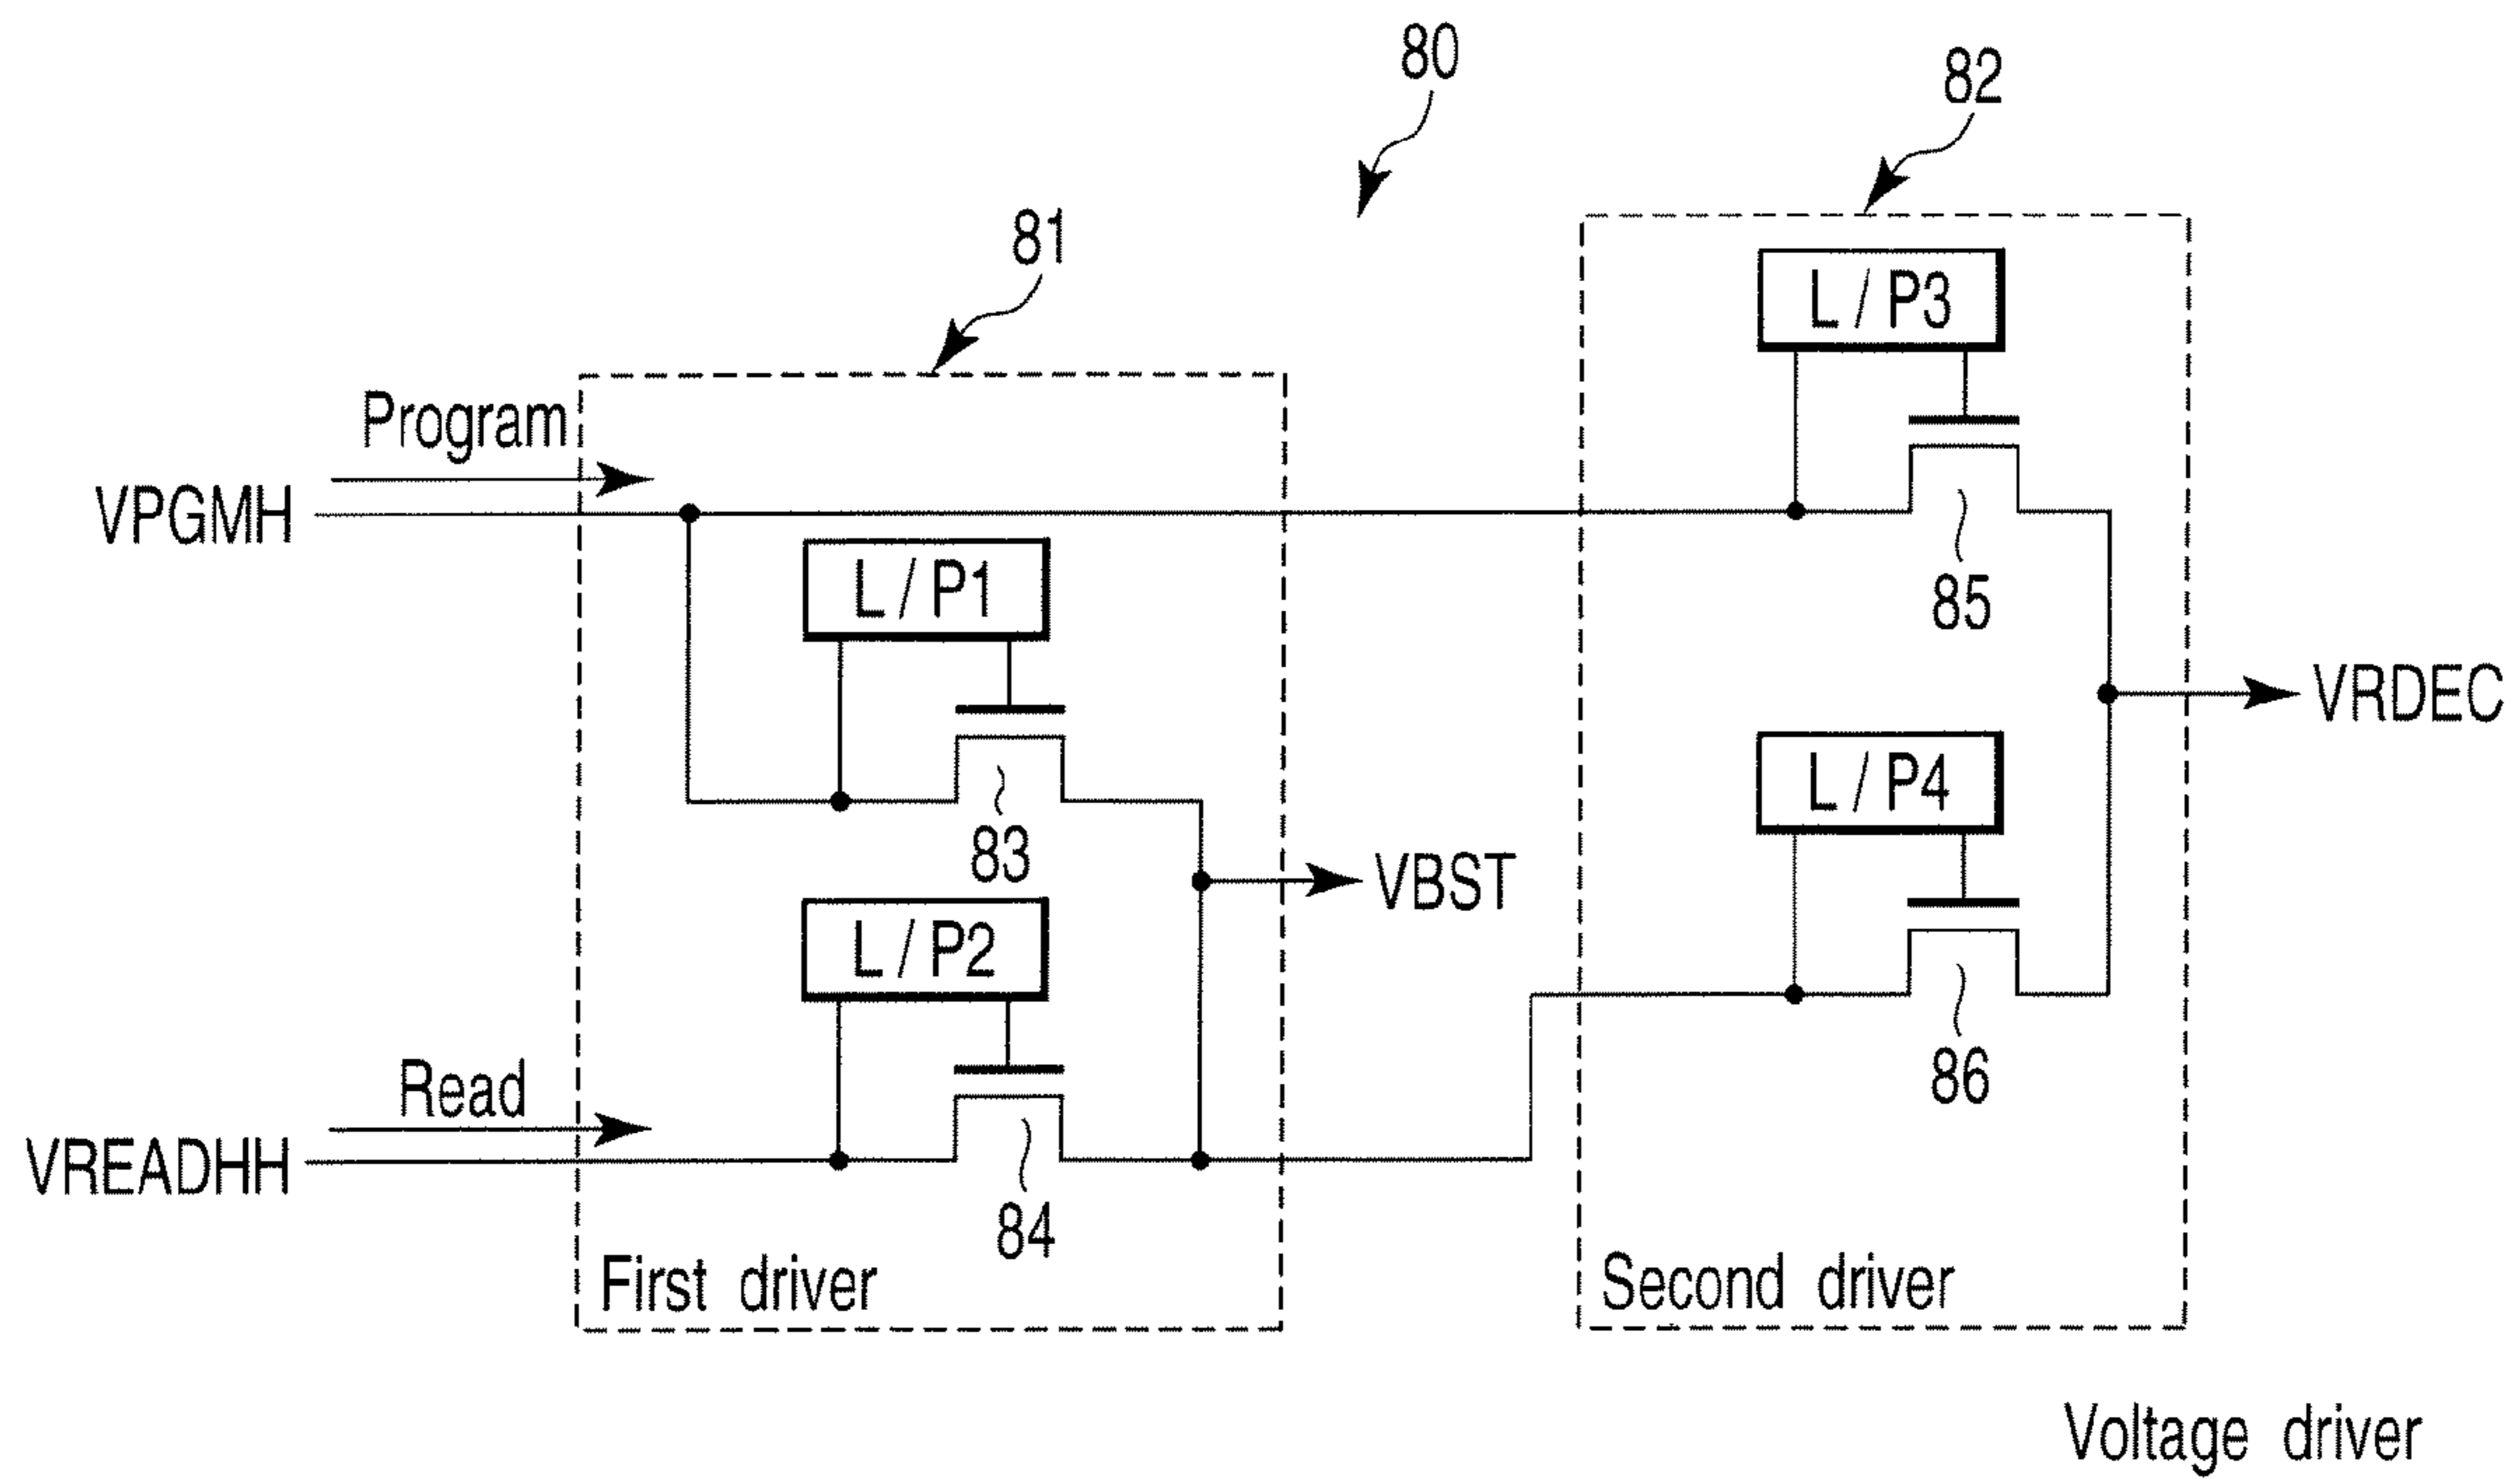 80
82
81
L / P3
Program
VPGMH
L / P1
85
VRDEC
L / P4
83
VBST
L / P2
86
Read
VREADHH
84
First driver
Second driver
Voltage driver